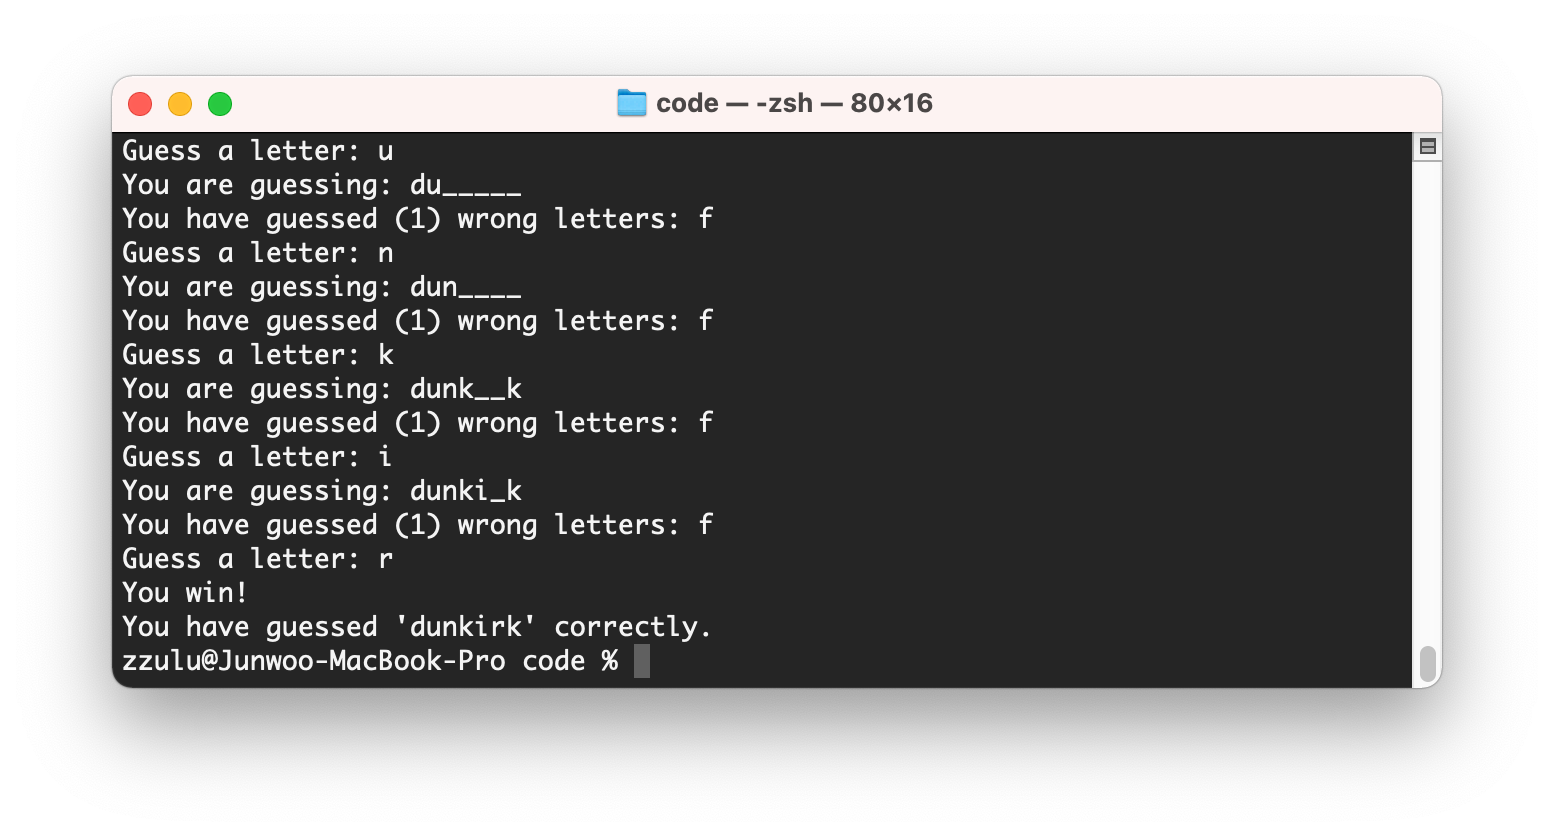 code — -zsh — 80×16
Guess a letter: u
You are guessing: du_____
You have guessed (1) wrong letters: f
Guess a letter: n
You are guessing: dun____
You have guessed (1) wrong letters: f
Guess a letter: k
You are guessing: dunk__k
You have guessed (1) wrong letters: f
Guess a letter: i
You are guessing: dunki_k
You have guessed (1) wrong letters: f
Guess a letter: r
You win!
You have guessed 'dunkirk' correctly.
zzulu@Junwoo-MacBook-Pro code %